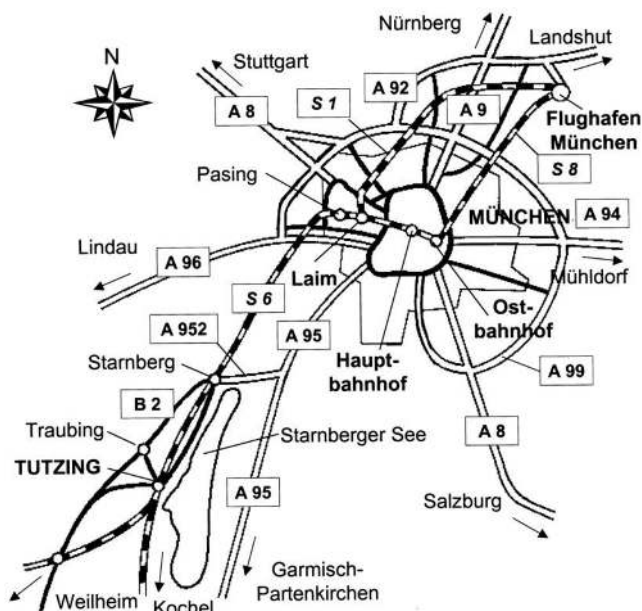 Nürnberg
Landshut
N
Stuttgart
A 92
S 1
A 9
A 8
Flughafen
München
S 8
Pasing
MÜNCHEN
A 94
Lindau
A 96
Laim
Mühldorf
S 6
Ost-
bahnhof
A 952
A 95
Haupt-
bahnhof
A 99
Starnberg
B 2
A 8
Traubing
Starnberger See
TUTZING
A 95
Salzburg
Garmisch-
Partenkirchen
Weilheim
Kochel